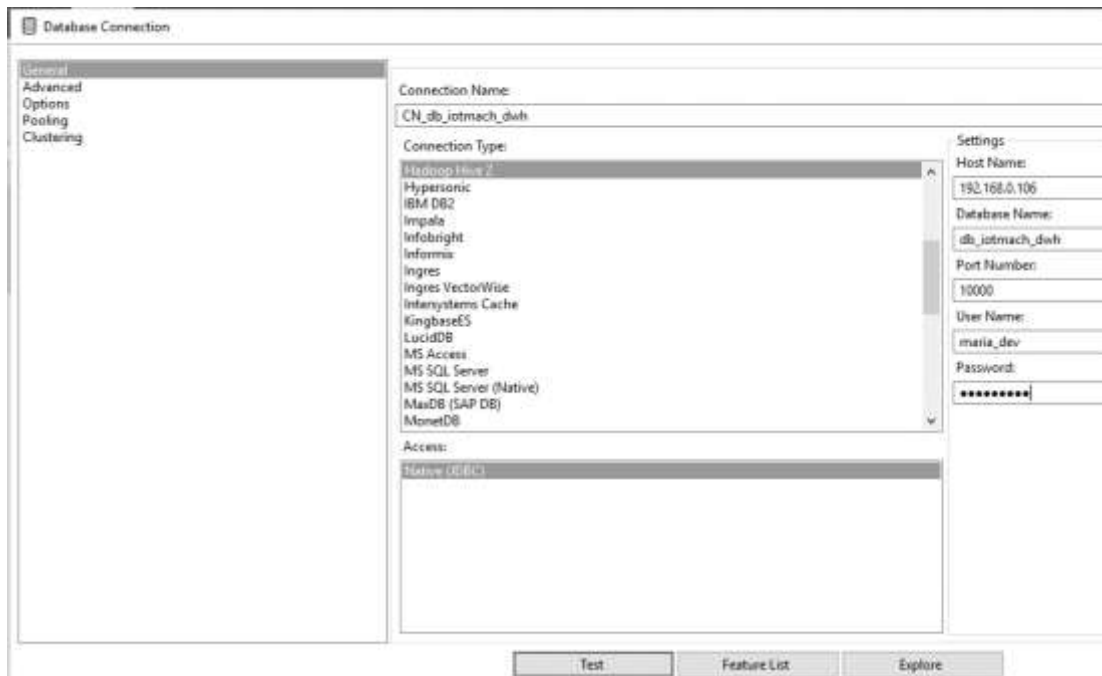 Database Connection
General
Advanced
Options
Pooling
Clustering
Connection Name:
CN_db_iotmach_dwh
Connection Type:
Hadoop Hive 2
Hypersonic
IBM DB2
Impala
Infobright
Informix
Ingres
Ingres VectorWise
Intersystems Cache
KingbaseES
LucidDB
MS Access
MS SQL Server
MS SQL Server (Native)
MaxDB (SAP DB)
MonetDB
Access:
Native (JDBC)
Settings
Host Name:
192.168.0.106
Database Name:
db_iotmach_dwh
Port Number:
10000
User Name:
maria_dev
Password:
●●●●●●●●●
Test
Feature List
Explore